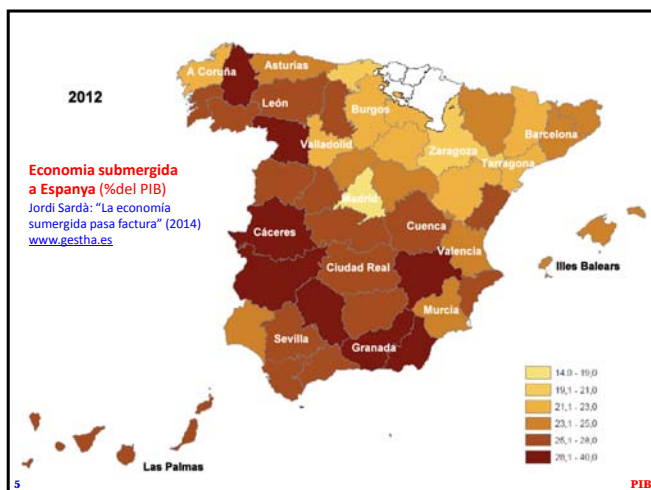 2012
A Coruña
Asturias
León
Burgos
Barcelona
Valladolid
Zaragoza
Tarragona
Economia submergida
a Espanya (%del PIB)
Jordi Sardà: "La economía
sumergida pasa factura" (2014)
www.gestha.es
Madrid
Cáceres
Cuenca
Valencia
Ciudad Real
Illes Balears
Murcia
Sevilla
Granada
14,0 - 19,0
19,1 - 21,0
21,1 - 23,0
23,1 - 25,0
25,1 - 28,0
28,1 - 40,0
Las Palmas
5
PIB